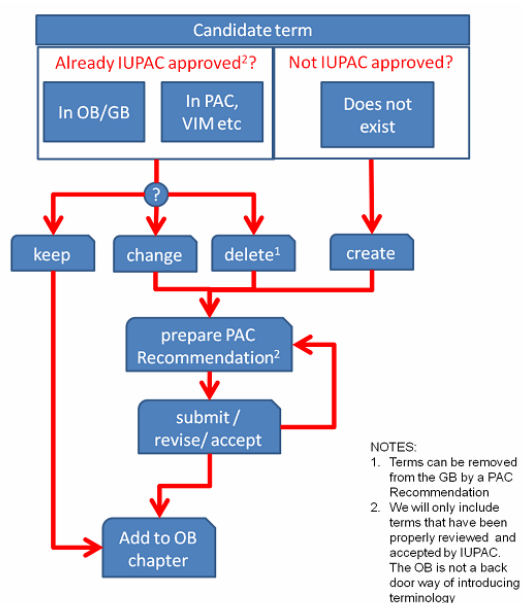 Candidate term
Already IUPAC approved²?
Not IUPAC approved?
In OB/GB
In PAC,
VIM etc
Does not
exist
?
keep
change
delete¹
create
prepare PAC
Recommendation²
submit /
revise/ accept
Add to OB
chapter
NOTES:
1. Terms can be removed
from the GB by a PAC
Recommendation
2. We will only include
terms that have been
properly reviewed and
accepted by IUPAC.
The OB is not a back
door way of introducing
terminology